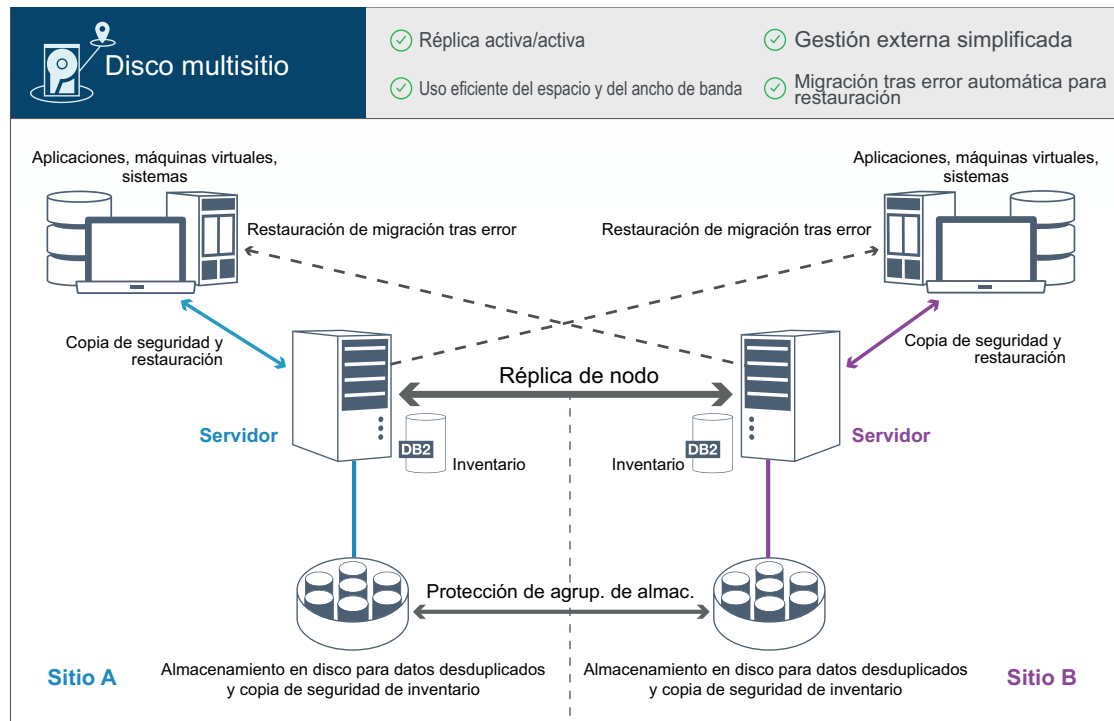 Disco multisitio
Réplica activa/activa
Gestión externa simplificada
Uso eficiente del espacio y del ancho de banda
Migración tras error automática para
restauración
Aplicaciones, máquinas virtuales,
sistemas
Aplicaciones, máquinas virtuales,
sistemas
Restauración de migración tras error
Restauración de migración tras error
Copia de seguridad y
restauración
Copia de seguridad y
restauración
Réplica de nodo
Servidor
Servidor
DB2
Inventario
DB2
Inventario
Protección de agrup. de almac.
Sitio A
Almacenamiento en disco para datos desduplicados
y copia de seguridad de inventario
Almacenamiento en disco para datos desduplicados
y copia de seguridad de inventario
Sitio B